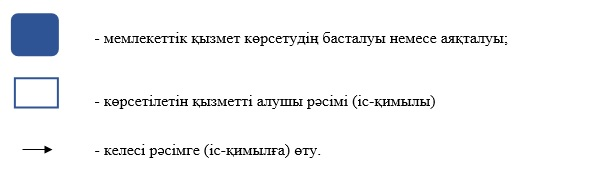 - мемлекеттік қызмет көрсетудің басталуы немесе аяқталуы;
- көрсетілетін қызметті алушы рәсімі (іс-қимылы)
- келесі рәсімге (іс-қимылға) өту.